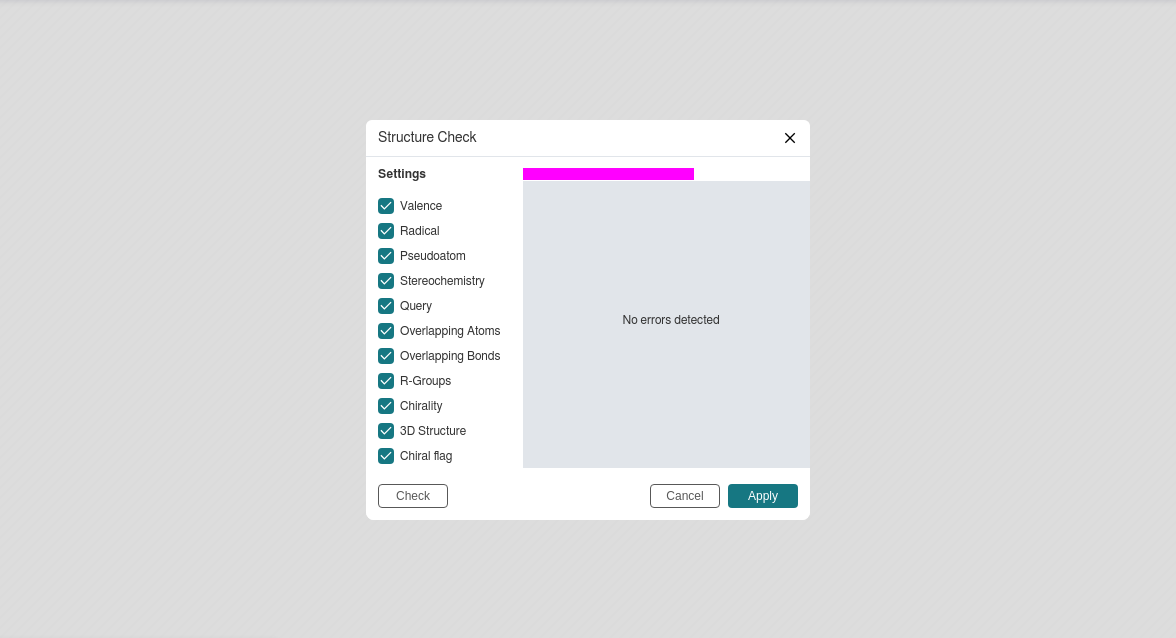 Structure Check
Settings
Valence
Radical
Pseudoatom
Stereochemistry
Query
Overlapping Atoms
Overlapping Bonds
R-Groups
Chirality
3D Structure
Chiral flag
No errors detected
Check
Cancel
Apply